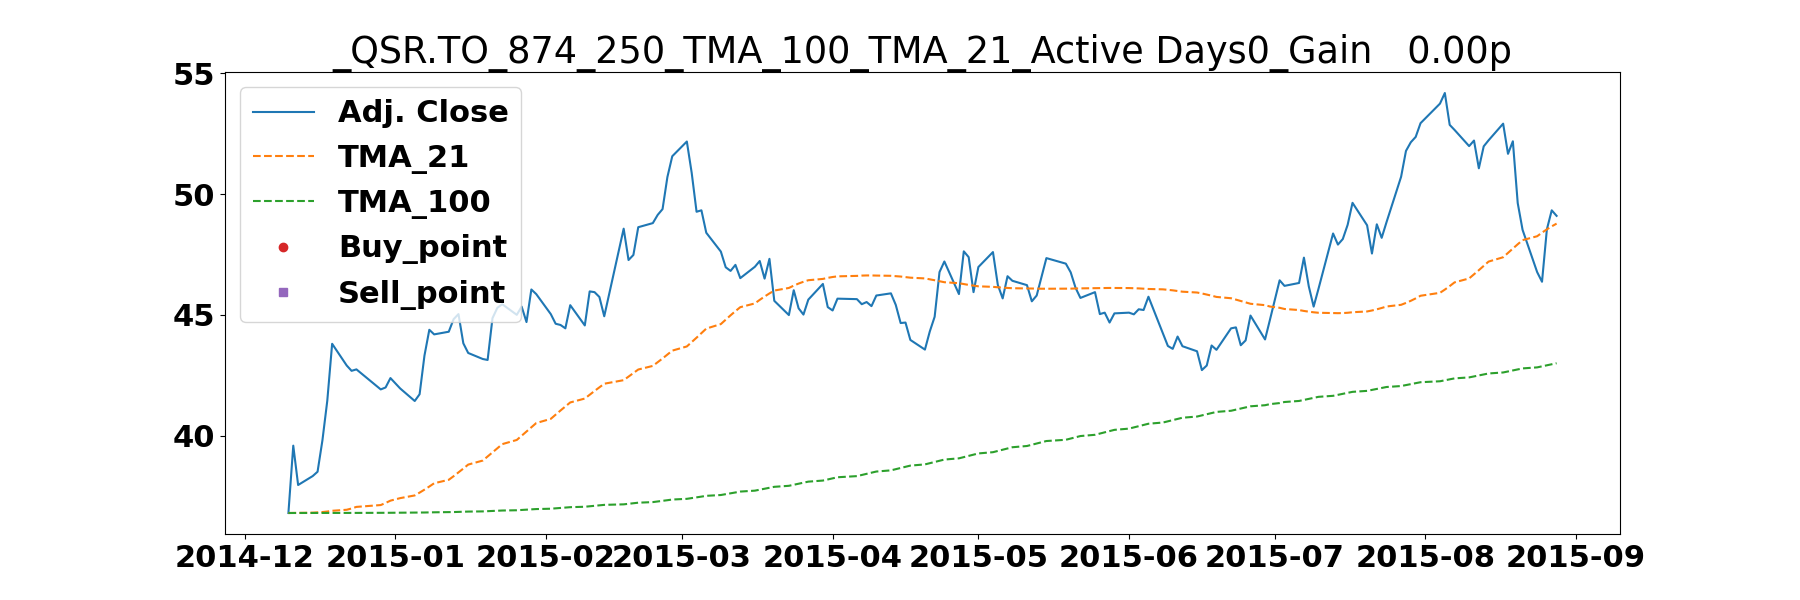 _QSR.TO_874_250_TMA_100_TMA_21_Active Days0_Gain   0.00p
55
50
45
40
Adj. Close
TMA_21
TMA_100
Buy_point
Sell_point
2014-12 2015-01 2015-02 2015-03 2015-04 2015-05 2015-06 2015-07 2015-08 2015-09